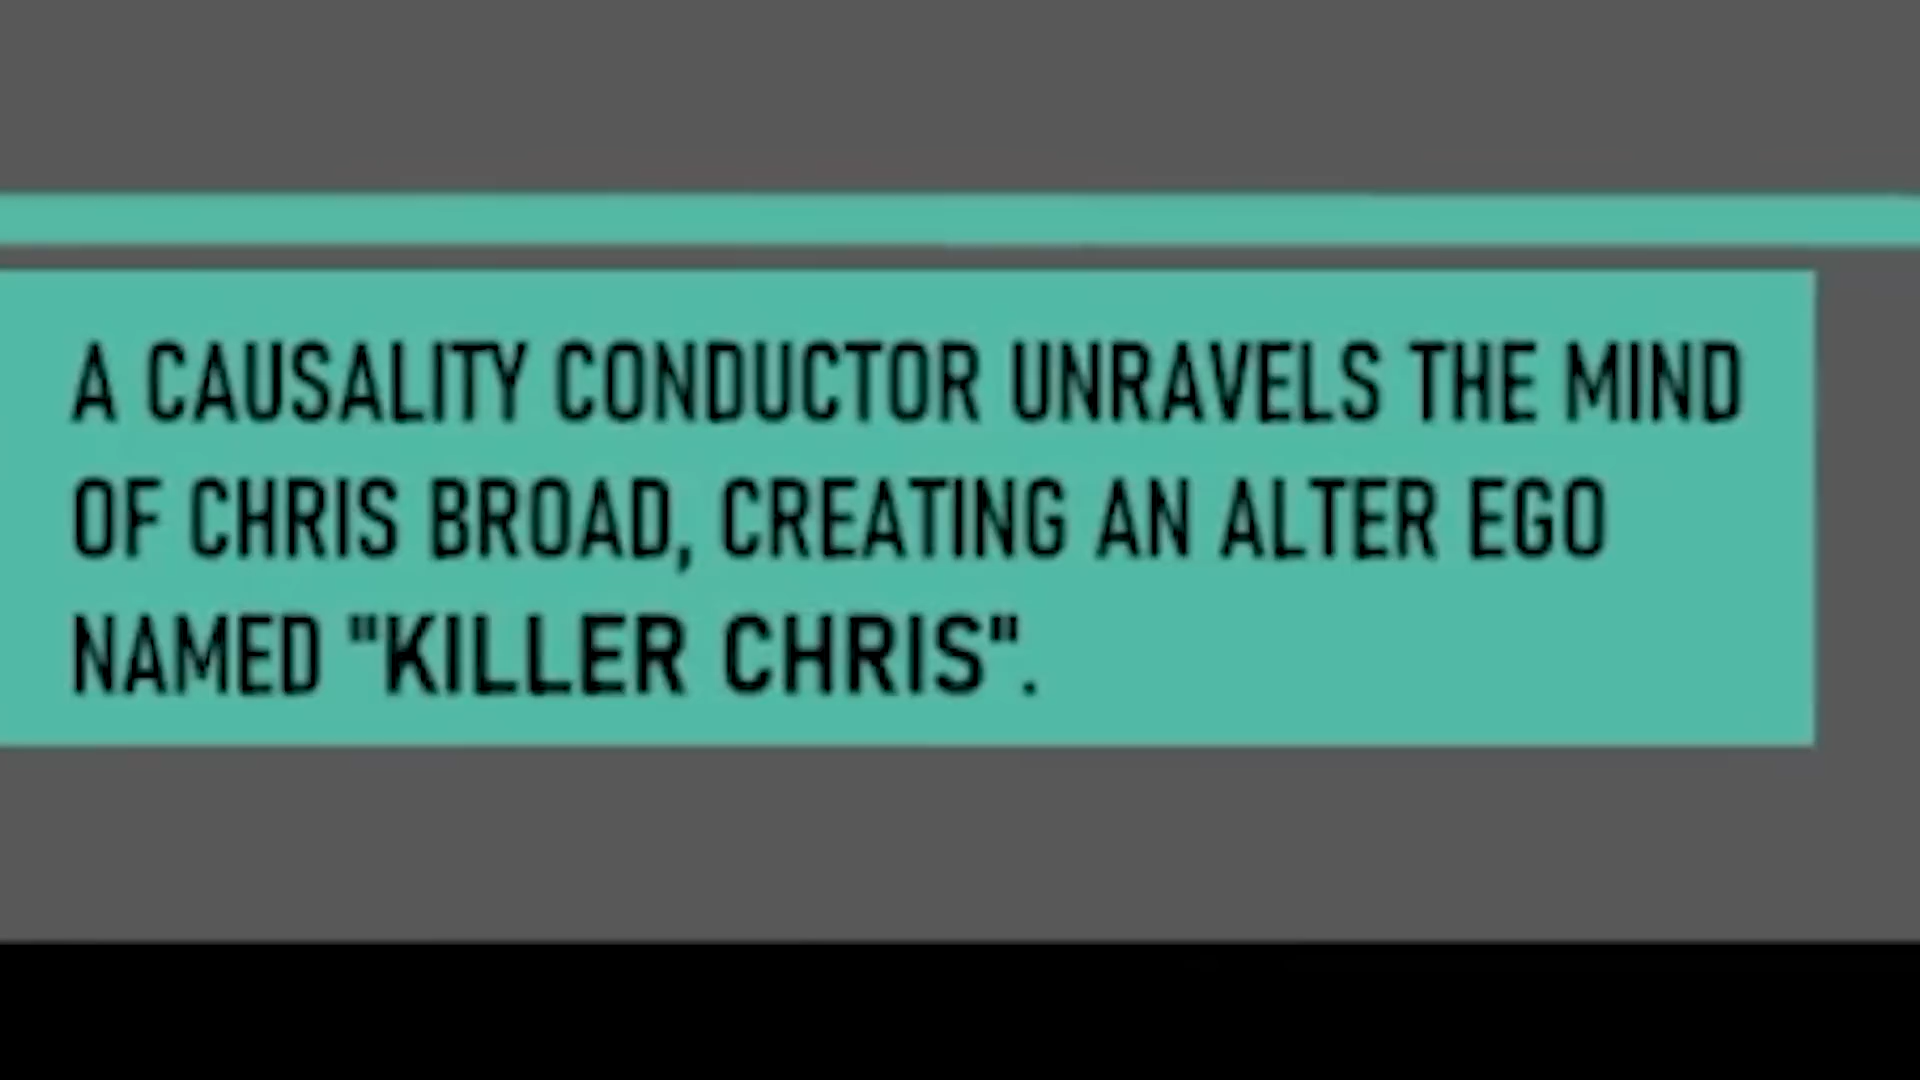 A CAUSALITY CONDUCTOR UNRAVELS THE MIND
OF CHRIS BROAD, CREATING AN ALTER EGO
NAMED "KILLER CHRIS".